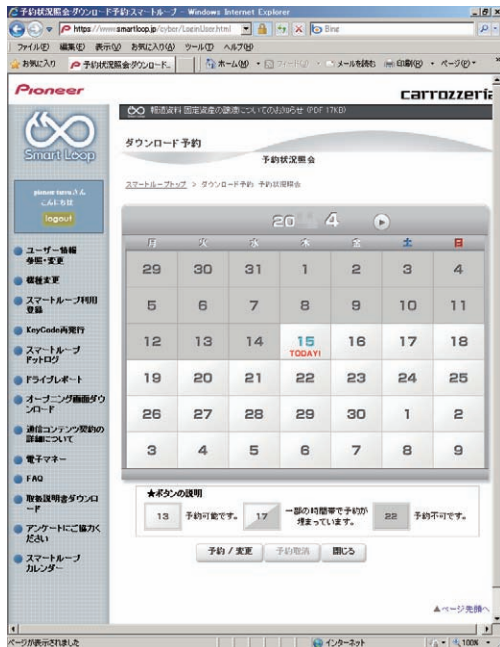 予約状況照会 ダウンロード予約 スマートループ - Windows Internet Explorer
https://www.smartloop.jp/cyber/LoginUser.html
Bing
ファイル(F) 編集(E) 表示(V) お気に入り(A) ツール(T) ヘルプ(H)
お気に入り
予約状況照会 ダウンロード...
ホーム(M)
メールを読む
印刷(R)
ページ(P)
Pioneer
carrozzeria
報道資料 固定資産の譲渡についてのお知らせ (PDF 17KB)
Smart Loop
さん
こんにちは
logout
ユーザー情報
参照・変更
機種変更
スマートループ利用
登録
KeyCode再発行
スマートループ
ドットログ
ドライブレポート
オープニング画面ダウ
ンロード
通信コンテンツ契約の
詳細について
電子マネー
FAQ
取扱説明書ダウンロ
ード
アンケートにご協力く
ださい
スマートループ
カレンダー
ダウンロード予約
予約状況照会
スマートループトップ > ダウンロード予約 予約状況照会
20 4
月 火 水 木 金 土 日
29 30 31 1 2 3 4
5 6 7 8 9 10 11
12 13 14 15 16 17 18
TODAY!
19 20 21 22 23 24 25
26 27 28 29 30 1 2
3 4 5 6 7 8 9
★ボタンの説明
13 予約可能です。 17 一部の時間帯で予約が
埋まっています。 22 予約不可です。
予約 / 変更 予約取消 閉じる
▲ページ先頭へ
ページが表示されました
インターネット
100%